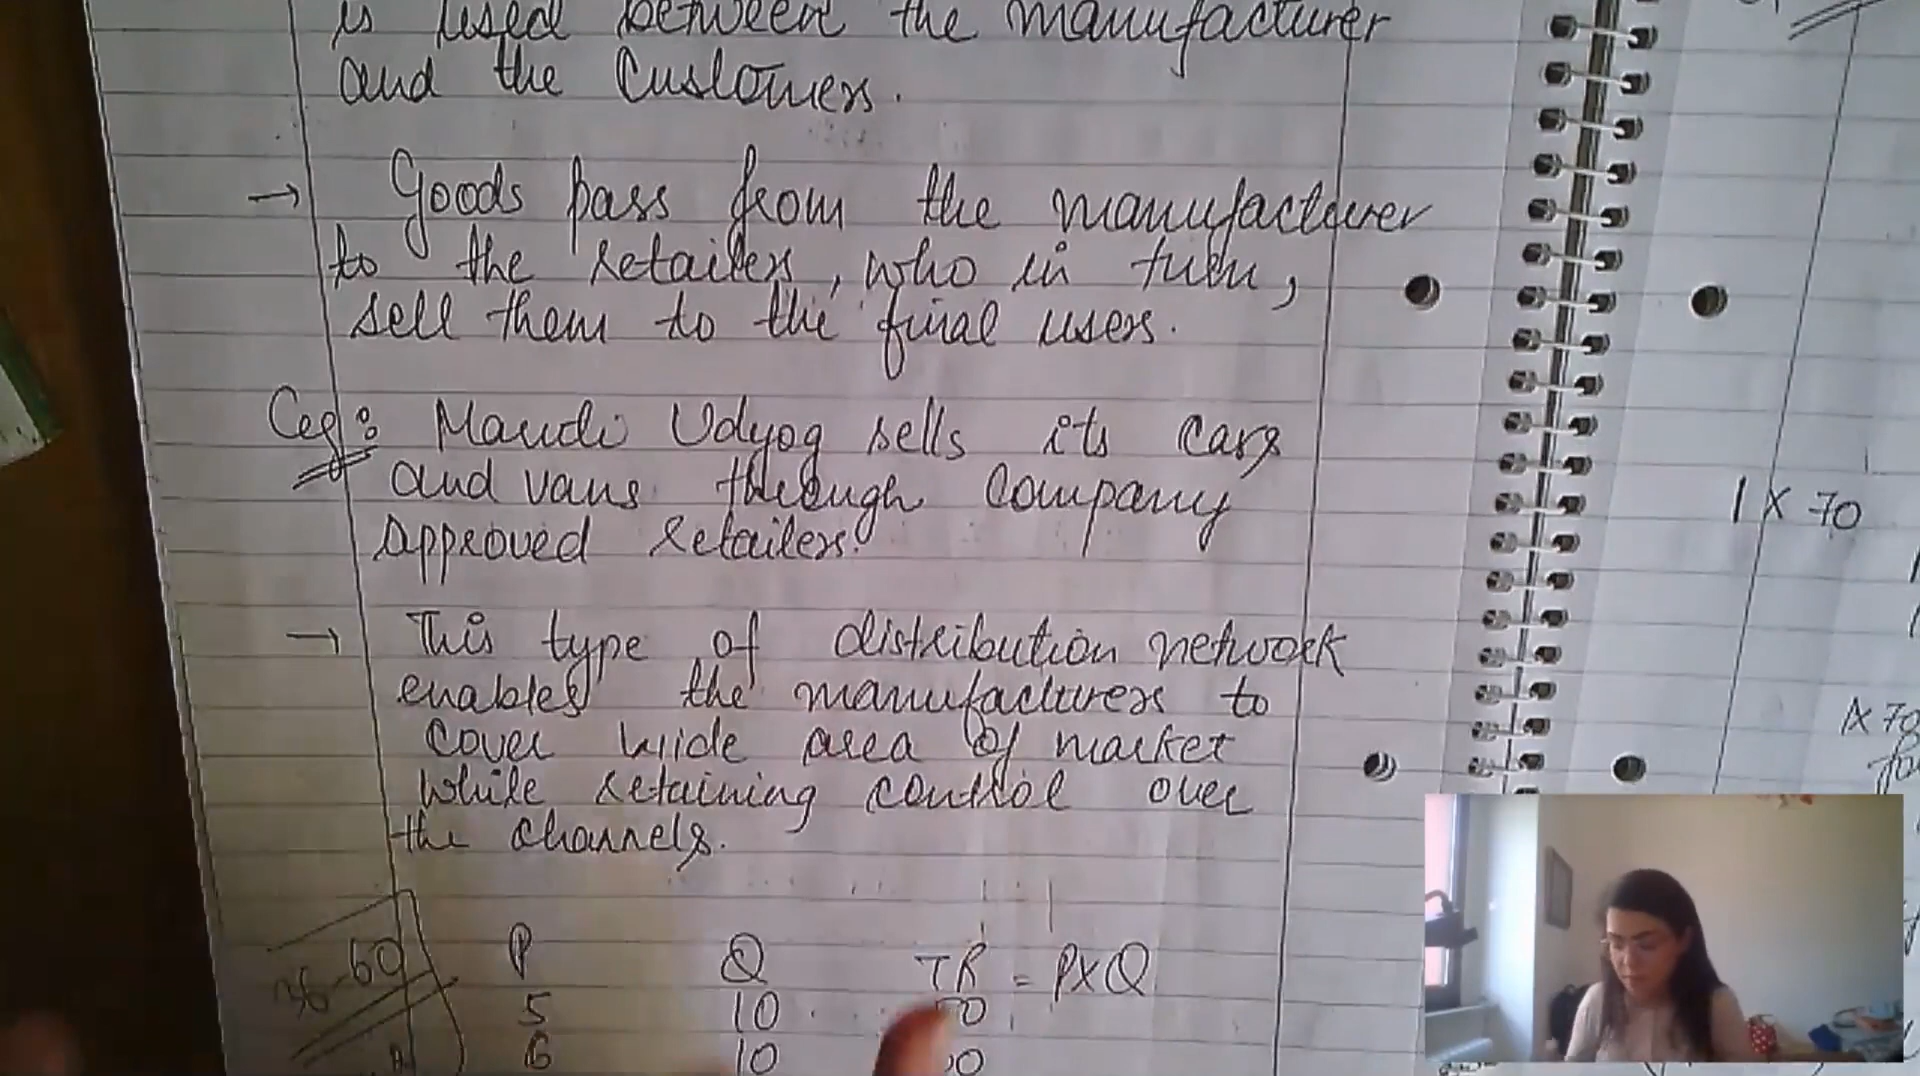 is used between the manufacturer
and the Customers.
→ Goods pass from the manufacturer
to the retailers, who in turn,
sell them to the final users.
eg: Maruti Udyog sells its cars
and vans through company
approved retailers.
→ This type of distribution network
enables the manufacturers to
cover wide area of market
while retaining control over
the channels.
36-60
P Q TR = P×Q
5 10 50
6 10
1 X 70